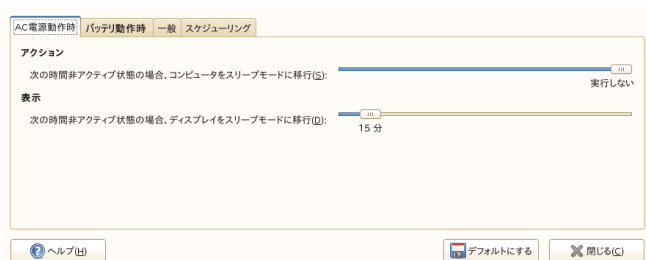 AC電源動作時 バッテリ動作時 一般 スケジューリング
アクション
次の時間非アクティブ状態の場合、コンピュータをスリープモードに移行(S):
実行しない
表示
次の時間非アクティブ状態の場合、ディスプレイをスリープモードに移行(D):
15 分
ヘルプ(H) デフォルトにする 閉じる(C)